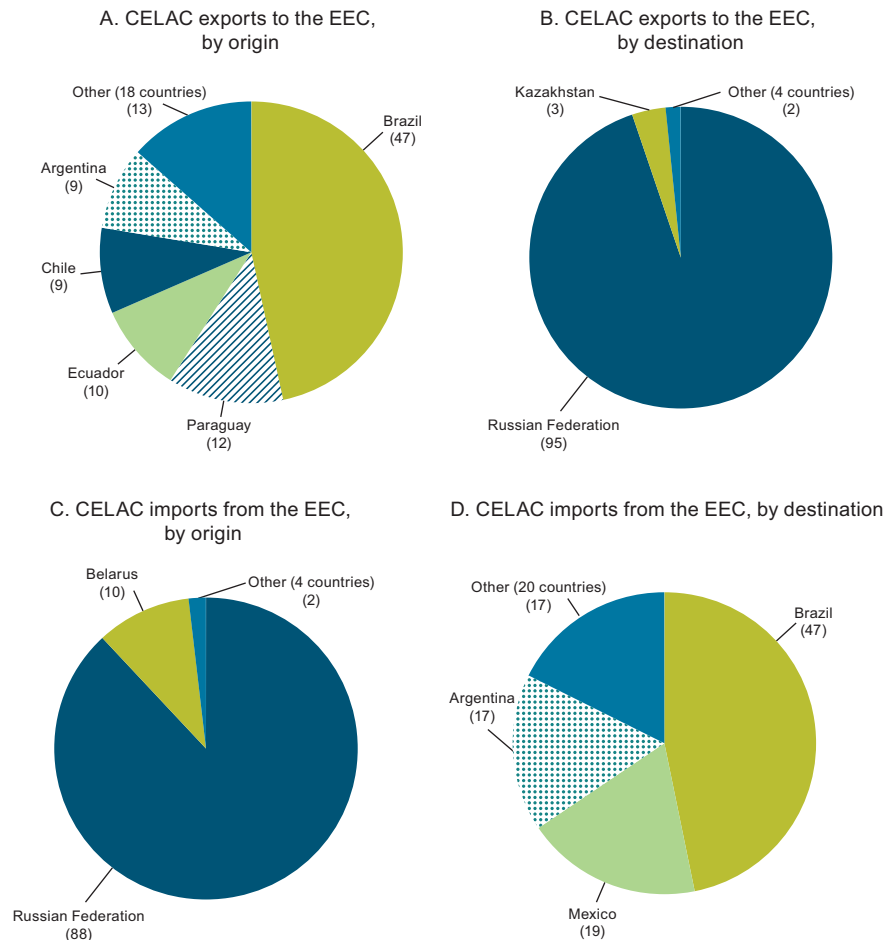 A. CELAC exports to the EEC,
by origin
Other (18 countries)
(13)
Brazil
(47)
Argentina
(9)
Chile
(9)
Ecuador
(10)
Paraguay
(12)
B. CELAC exports to the EEC,
by destination
Kazakhstan
(3)
Other (4 countries)
(2)
Russian Federation
(95)
C. CELAC imports from the EEC,
by origin
Belarus
(10)
Other (4 countries)
(2)
Russian Federation
(88)
D. CELAC imports from the EEC, by destination
Other (20 countries)
(17)
Brazil
(47)
Argentina
(17)
Mexico
(19)